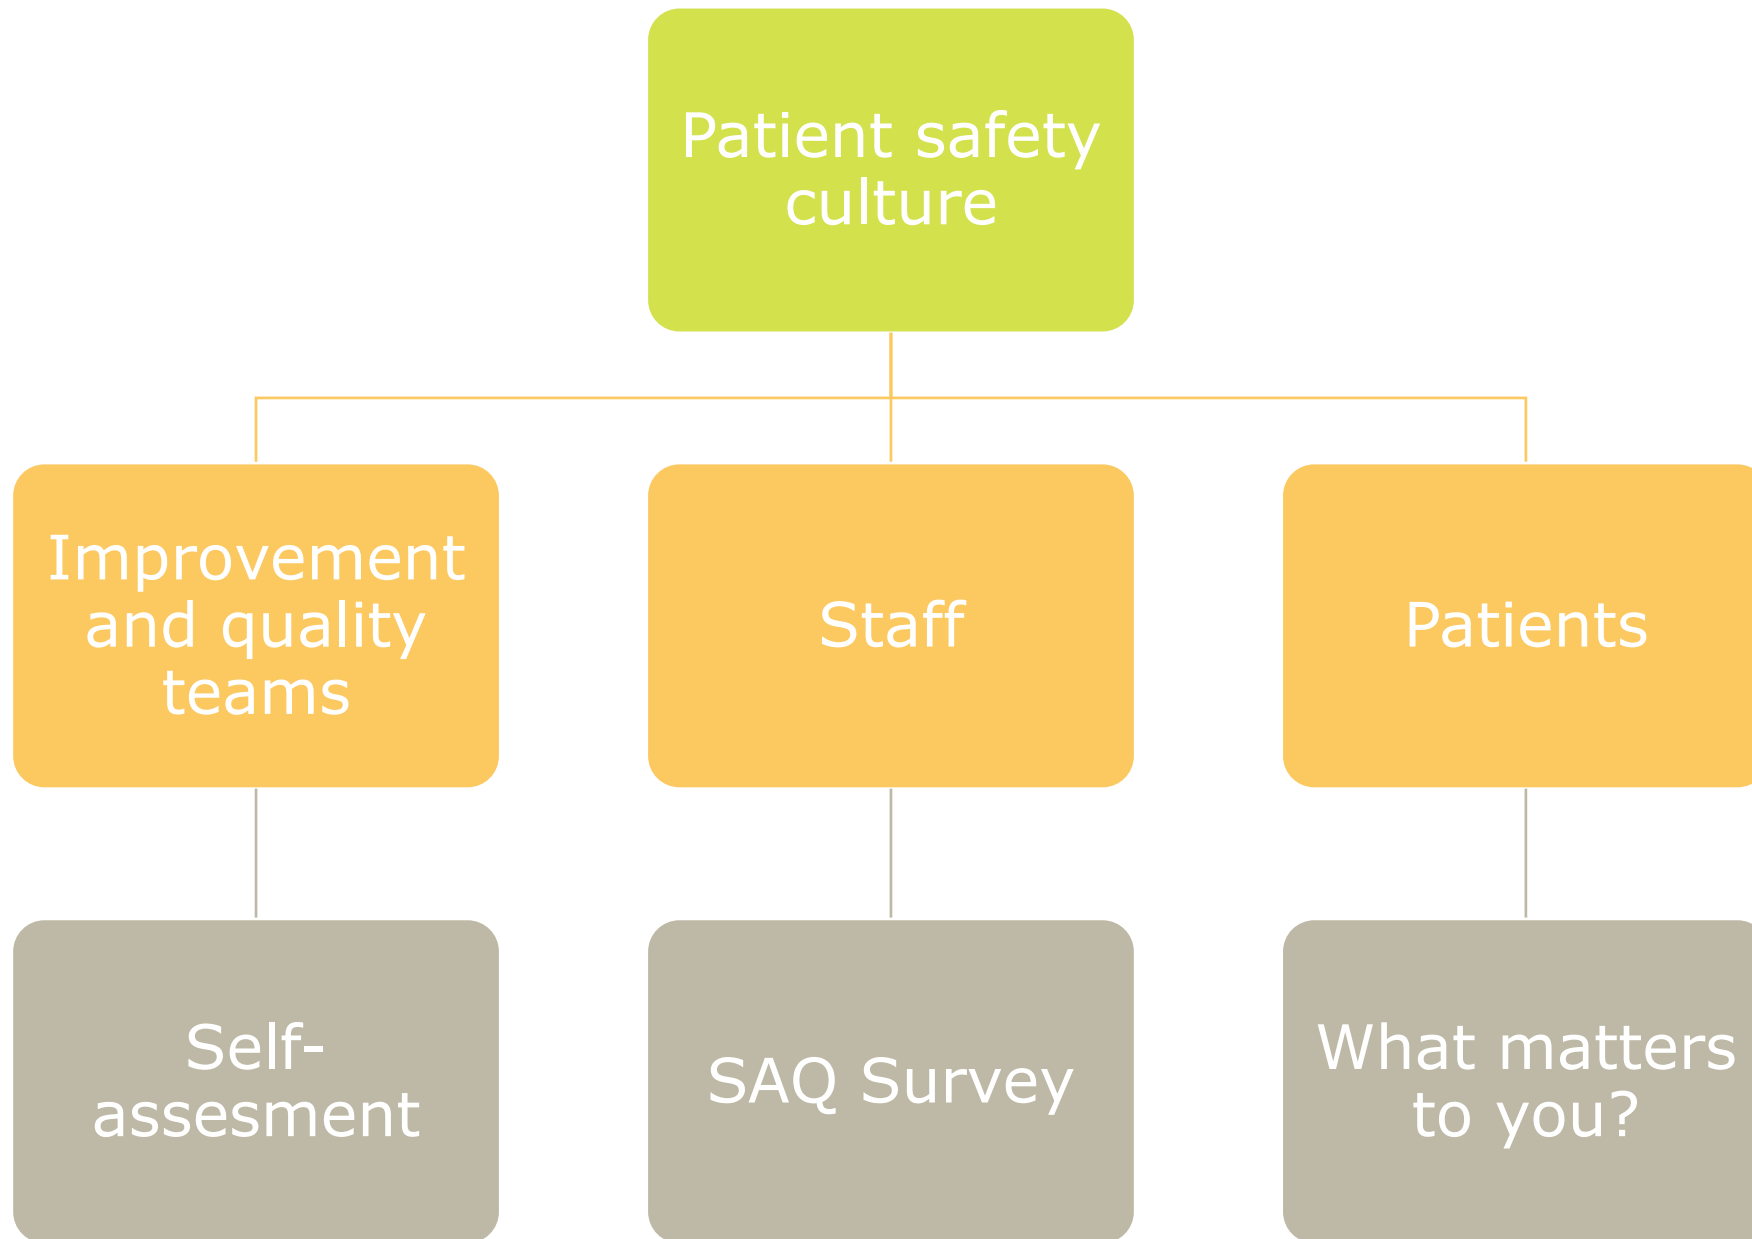 Patient safety
culture
Improvement
and quality
teams
Staff
Patients
Self-
assesment
SAQ Survey
What matters
to you?